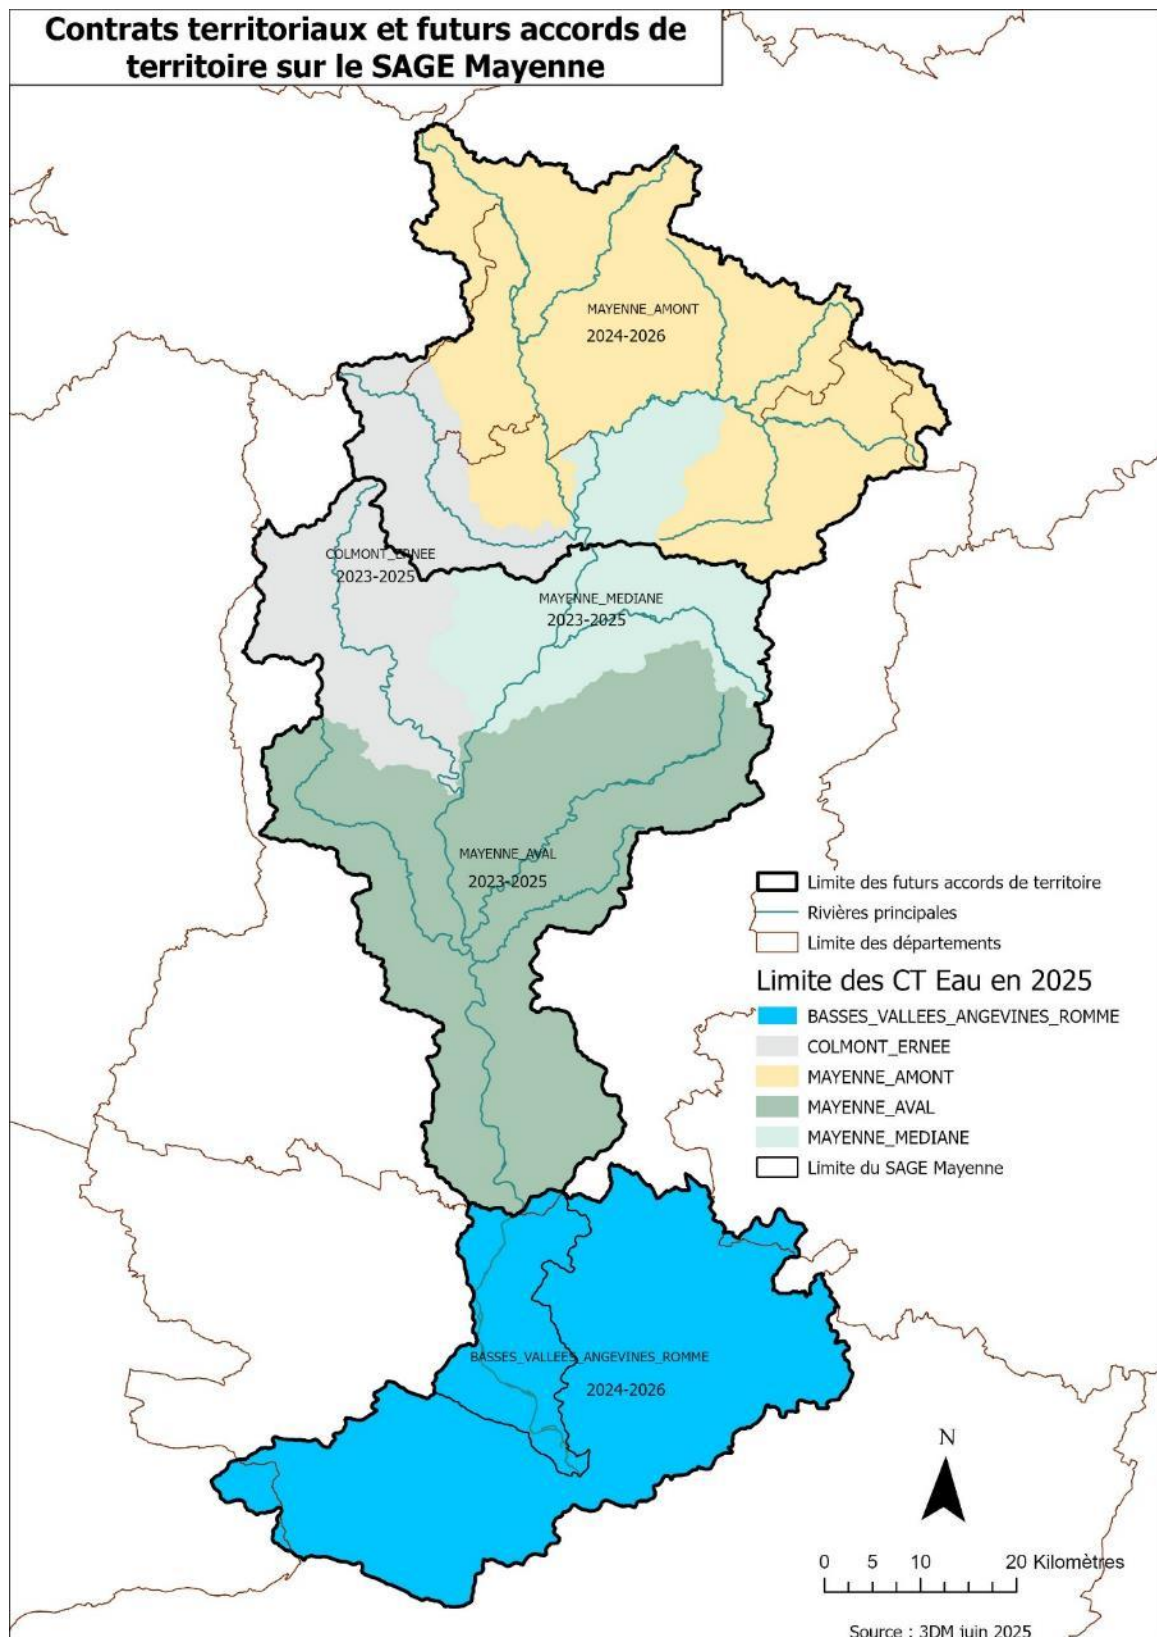 Contrats territoriaux et futurs accords de
territoire sur le SAGE Mayenne
MAYENNE_AMONT
2024-2026
COLMONT_ERNEE
2023-2025
MAYENNE_MEDIANE
2023-2025
MAYENNE_AVAL
2023-2025
Limite des futurs accords de territoire
Rivières principales
Limite des départements
Limite des CT Eau en 2025
BASSES_VALLEES_ANGEVINES_ROMME
COLMONT_ERNEE
MAYENNE_AMONT
MAYENNE_AVAL
MAYENNE_MEDIANE
Limite du SAGE Mayenne
BASSES_VALLEES_ANGEVINES_ROMME
2024-2026
N
0 5 10 20 Kilomètres
Source : 3DM juin 2025